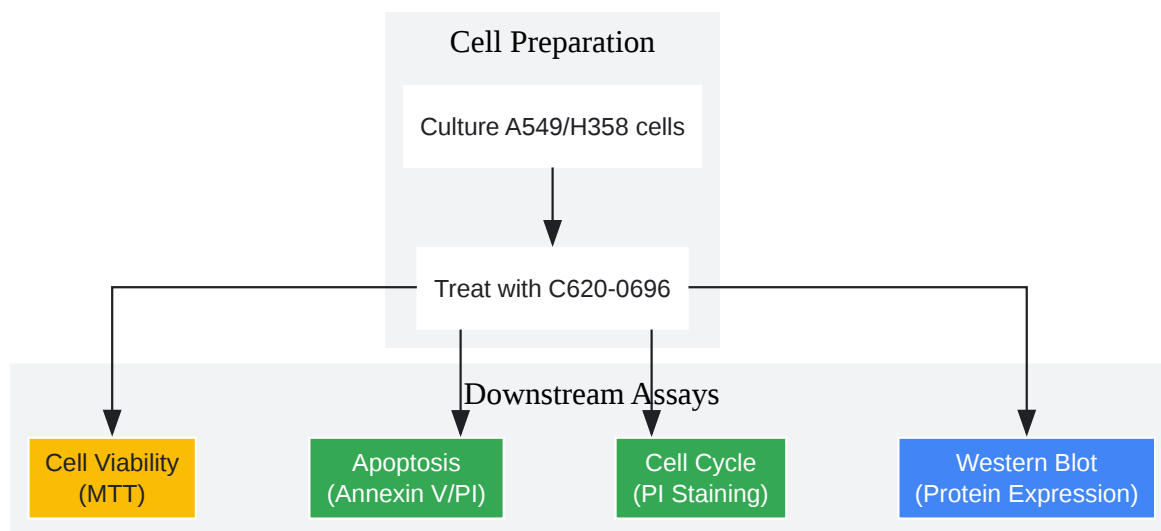 Cell Preparation
Culture A549/H358 cells
Treat with C620-0696
Downstream Assays
Cell Viability
(MTT)
Apoptosis
(Annexin V/PI)
Cell Cycle
(PI Staining)
Western Blot
(Protein Expression)